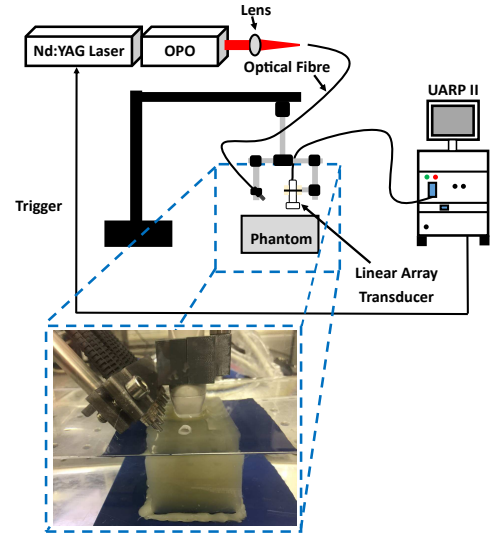 Lens
Nd:YAG Laser
OPO
Optical Fibre
UARP II
Trigger
Phantom
Linear Array
Transducer